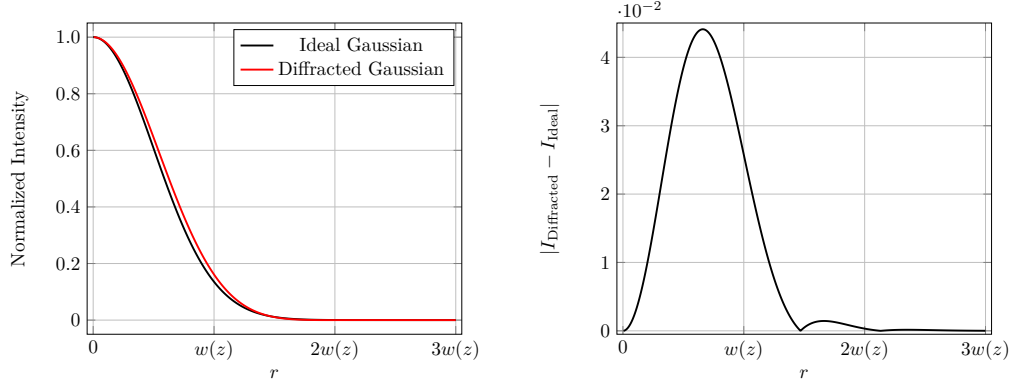 1.0
0.8
0.6
0.4
0.2
0
0
w(z)
2w(z)
3w(z)
r
Normalized Intensity
Ideal Gaussian
Diffracted Gaussian
·10⁻²
4
3
2
1
0
0
w(z)
2w(z)
3w(z)
r
|I_Diffracted − I_Ideal|